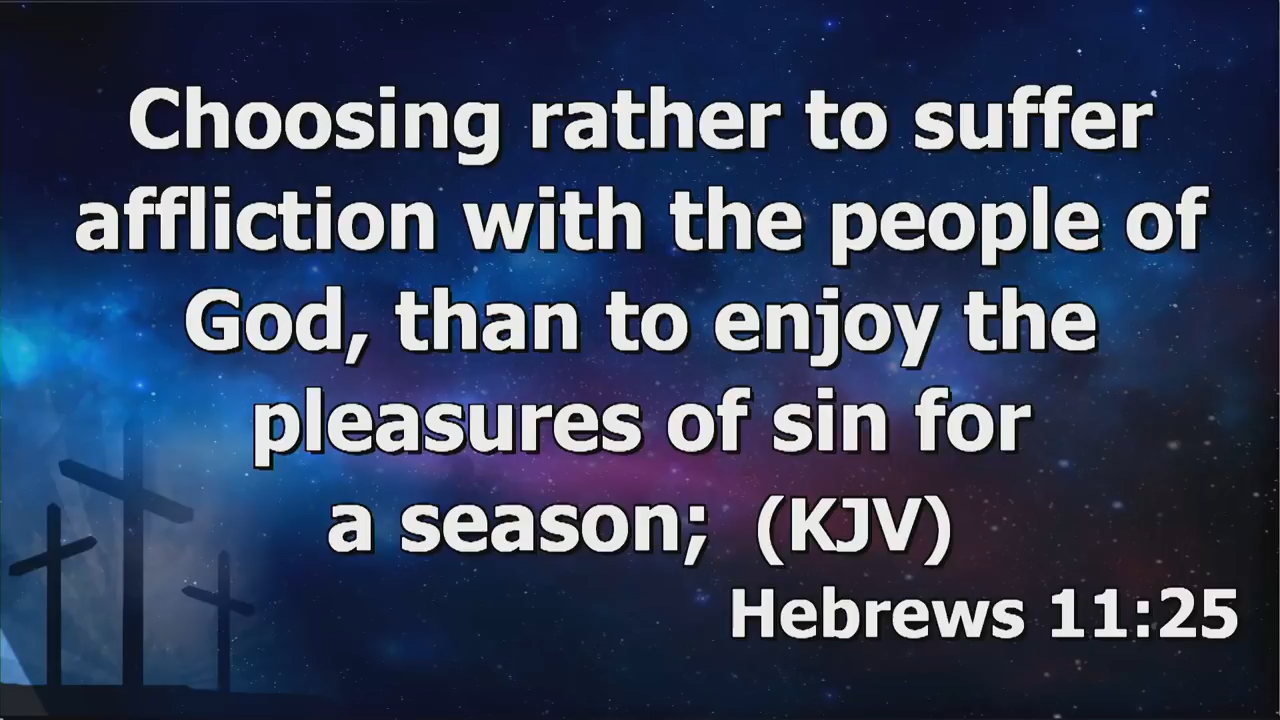 Choosing rather to suffer
affliction with the people of
God, than to enjoy the
pleasures of sin for
a season;  (KJV)
Hebrews 11:25